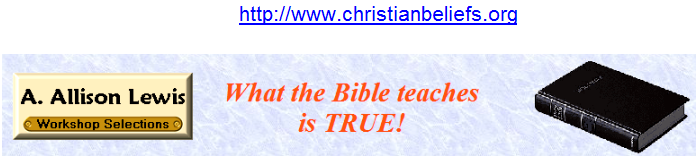 http://www.christianbeliefs.org
A. Allison Lewis
Workshop Selections
What the Bible teaches
is TRUE!